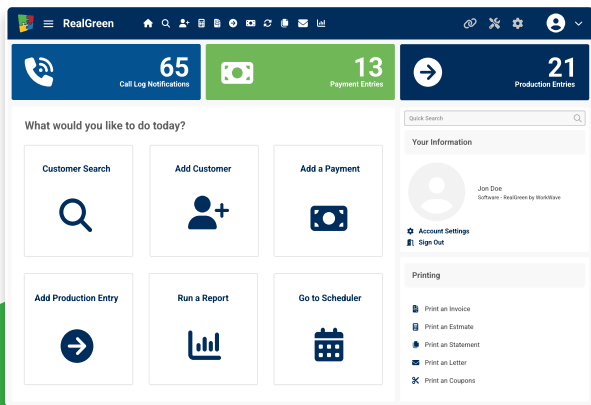 RealGreen
65
Call Log Notifications
13
Payment Entries
21
Production Entries
What would you like to do today?
Customer Search
Add Customer
Add a Payment
Add Production Entry
Run a Report
Go to Scheduler
Quick Search
Your Information
Jon Doe
Software - RealGreen by WorkWave
Account Settings
Sign Out
Printing
Print an Invoice
Print an Estmate
Print an Statement
Print an Letter
Print an Coupons